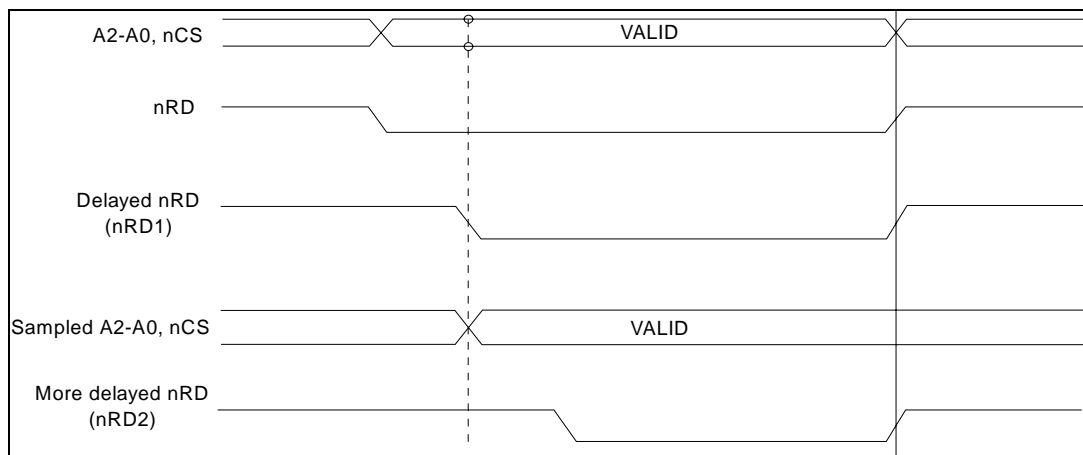 A2-A0, nCS
VALID
nRD
Delayed nRD
(nRD1)
Sampled A2-A0, nCS
VALID
More delayed nRD
(nRD2)